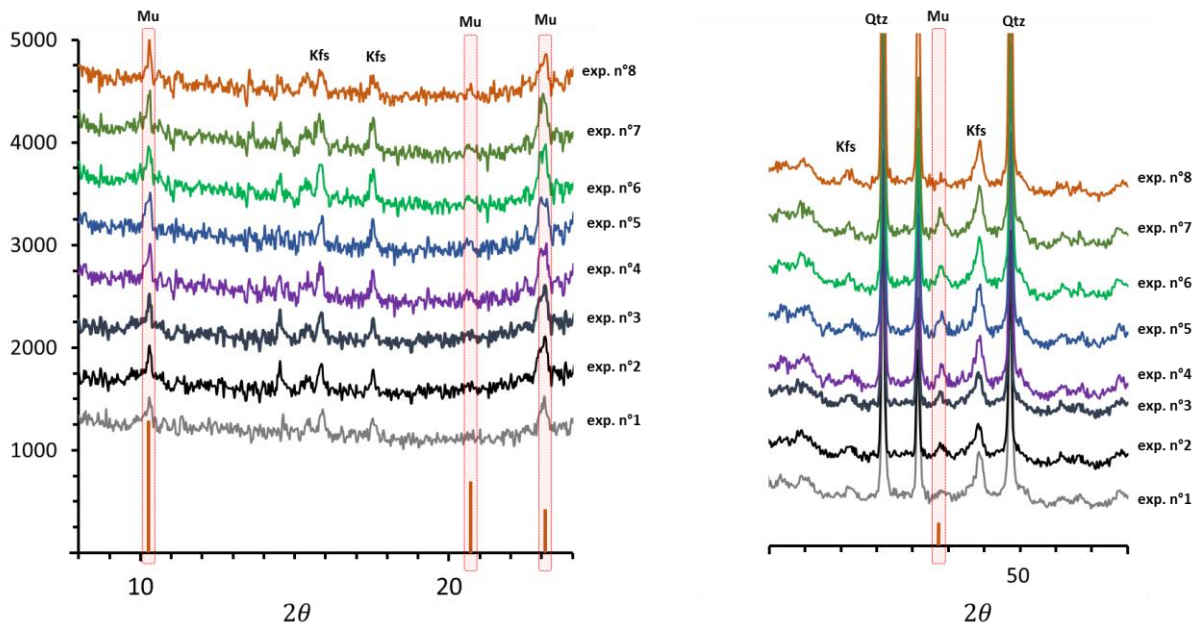 Mu Mu Mu
Kfs Kfs
5000
4000
3000
2000
1000
exp. n°8
exp. n°7
exp. n°6
exp. n°5
exp. n°4
exp. n°3
exp. n°2
exp. n°1
10 20
2θ
Qtz Mu Qtz
Kfs Kfs
exp. n°8
exp. n°7
exp. n°6
exp. n°5
exp. n°4
exp. n°3
exp. n°2
exp. n°1
50
2θ